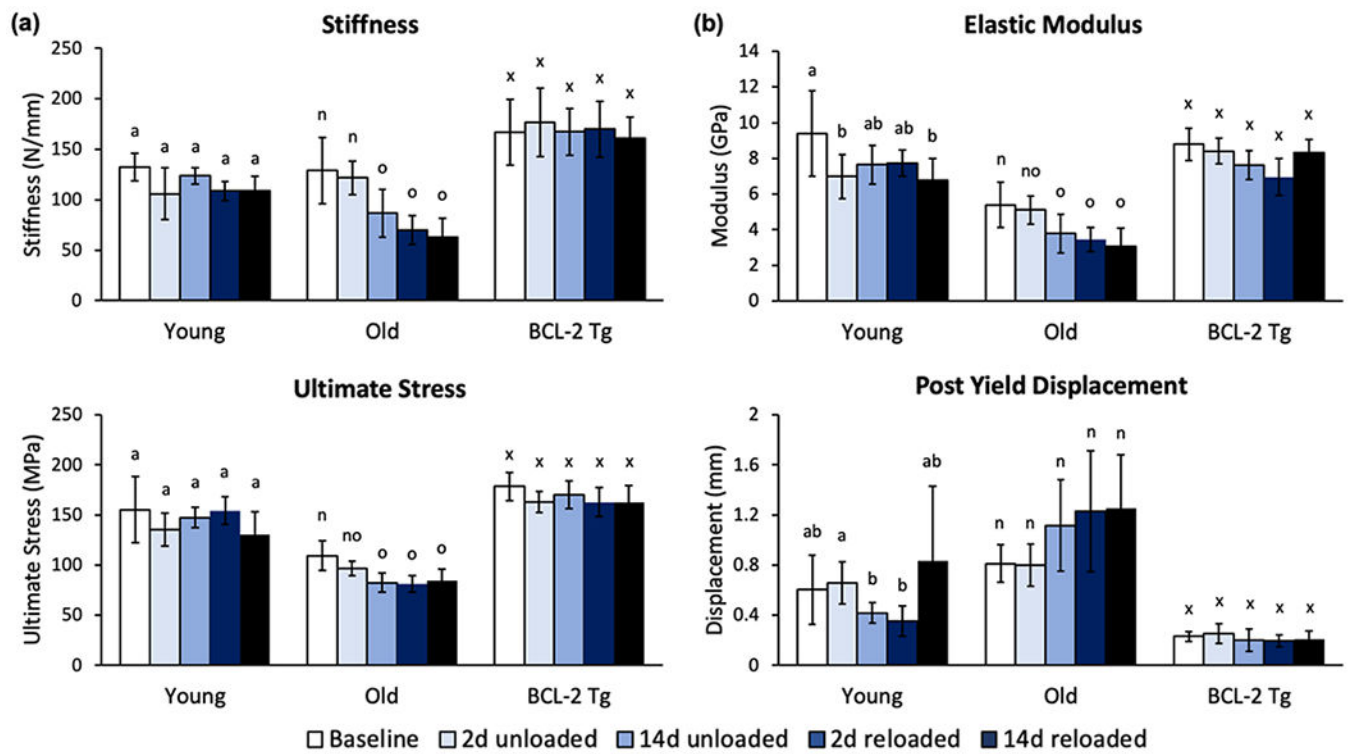 (a)
Stiffness
Stiffness (N/mm)
250
200
150
100
50
0
a a a a a
n n o o o
x x x x x
Young Old BCL-2 Tg
(b)
Elastic Modulus
Modulus (GPa)
14
12
10
8
6
4
2
0
a b ab ab b
n no o o o
x x x x x
Young Old BCL-2 Tg
Ultimate Stress
Ultimate Stress (MPa)
250
200
150
100
50
0
a a a a a
n no o o o
x x x x x
Young Old BCL-2 Tg
Post Yield Displacement
Displacement (mm)
2
1.6
1.2
0.8
0.4
0
ab a b b ab
n n n n n
x x x x x
Young Old BCL-2 Tg
Baseline 2d unloaded 14d unloaded 2d reloaded 14d reloaded